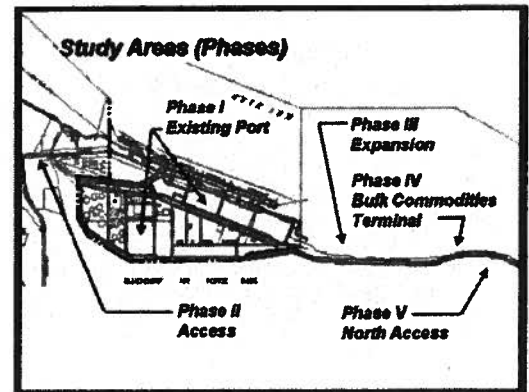 Study Areas (Phases)
Phase I
Existing Port
Phase III
Expansion
Phase IV
Bulk Commodities
Terminal
Phase II
Access
Phase V
North Access